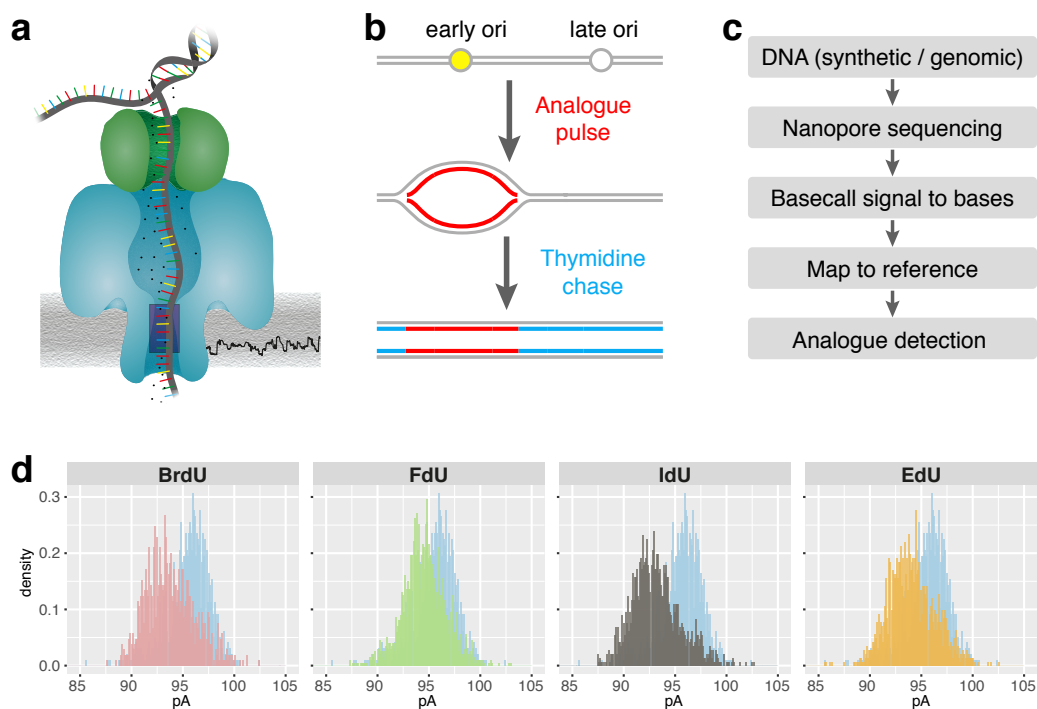 a
b
early ori
late ori
Analogue
pulse
Thymidine
chase
c
DNA (synthetic / genomic)
Nanopore sequencing
Basecall signal to bases
Map to reference
Analogue detection
d
BrdU
FdU
IdU
EdU
density
0.3
0.2
0.1
0.0
85 90 95 100 105
85 90 95 100 105
85 90 95 100 105
85 90 95 100 105
pA
pA
pA
pA